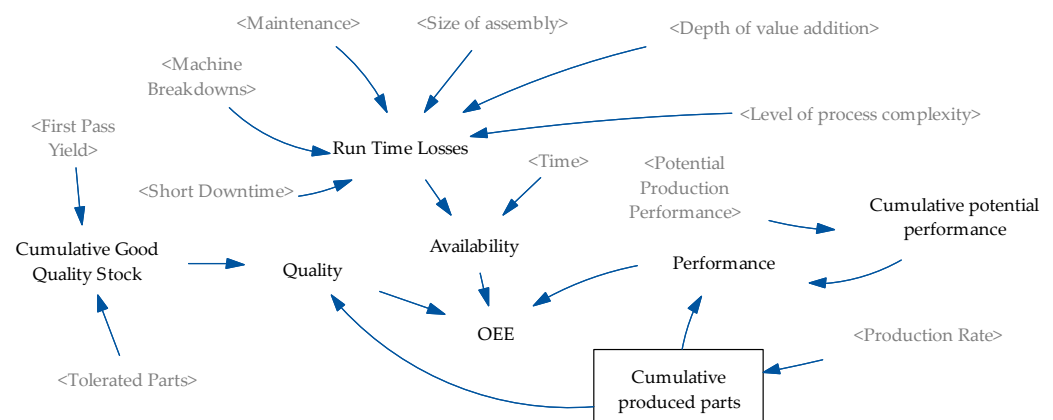 <Maintenance>
<Size of assembly>
<Depth of value addition>
<Machine
Breakdowns>
<Level of process complexity>
<First Pass
Yield>
Run Time Losses
<Time>
<Potential
Production
Performance>
<Short Downtime>
Cumulative potential
performance
Cumulative Good
Quality Stock
Availability
Quality
Performance
OEE
<Production Rate>
<Tolerated Parts>
Cumulative
produced parts